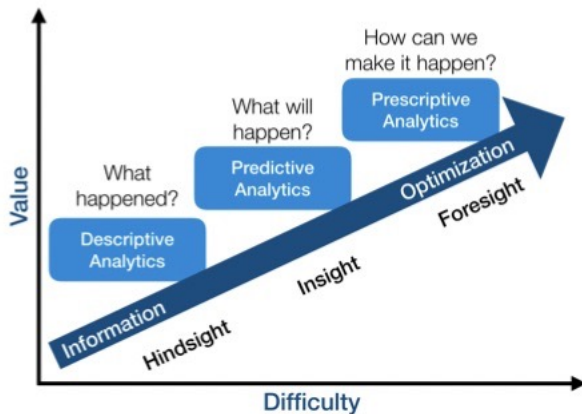 How can we
make it happen?
Prescriptive
Analytics
What will
happen?
Predictive
Analytics
What
happened?
Descriptive
Analytics
Value
Information
Optimization
Hindsight
Insight
Foresight
Difficulty